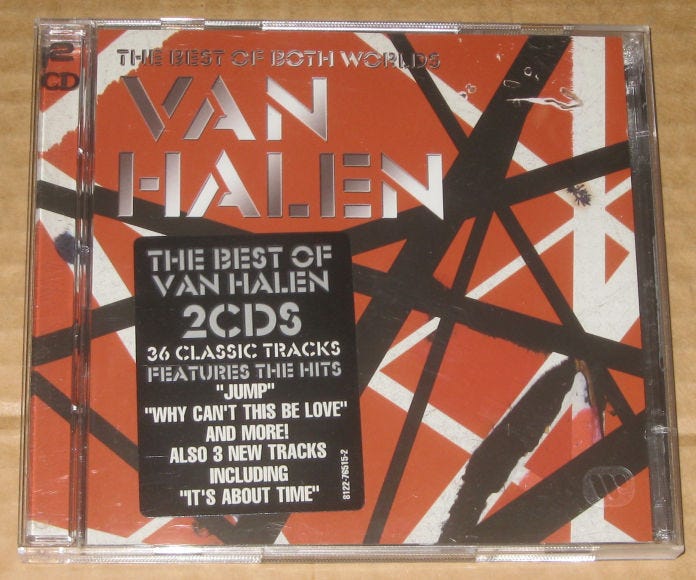 2
CD
THE BEST OF BOTH WORLDS
VAN
HALEN
THE BEST OF
VAN HALEN
2CDS
36 CLASSIC TRACKS
FEATURES THE HITS
"JUMP"
"WHY CAN'T THIS BE LOVE"
AND MORE!
ALSO 3 NEW TRACKS
INCLUDING
"IT'S ABOUT TIME"
8122-76515-2